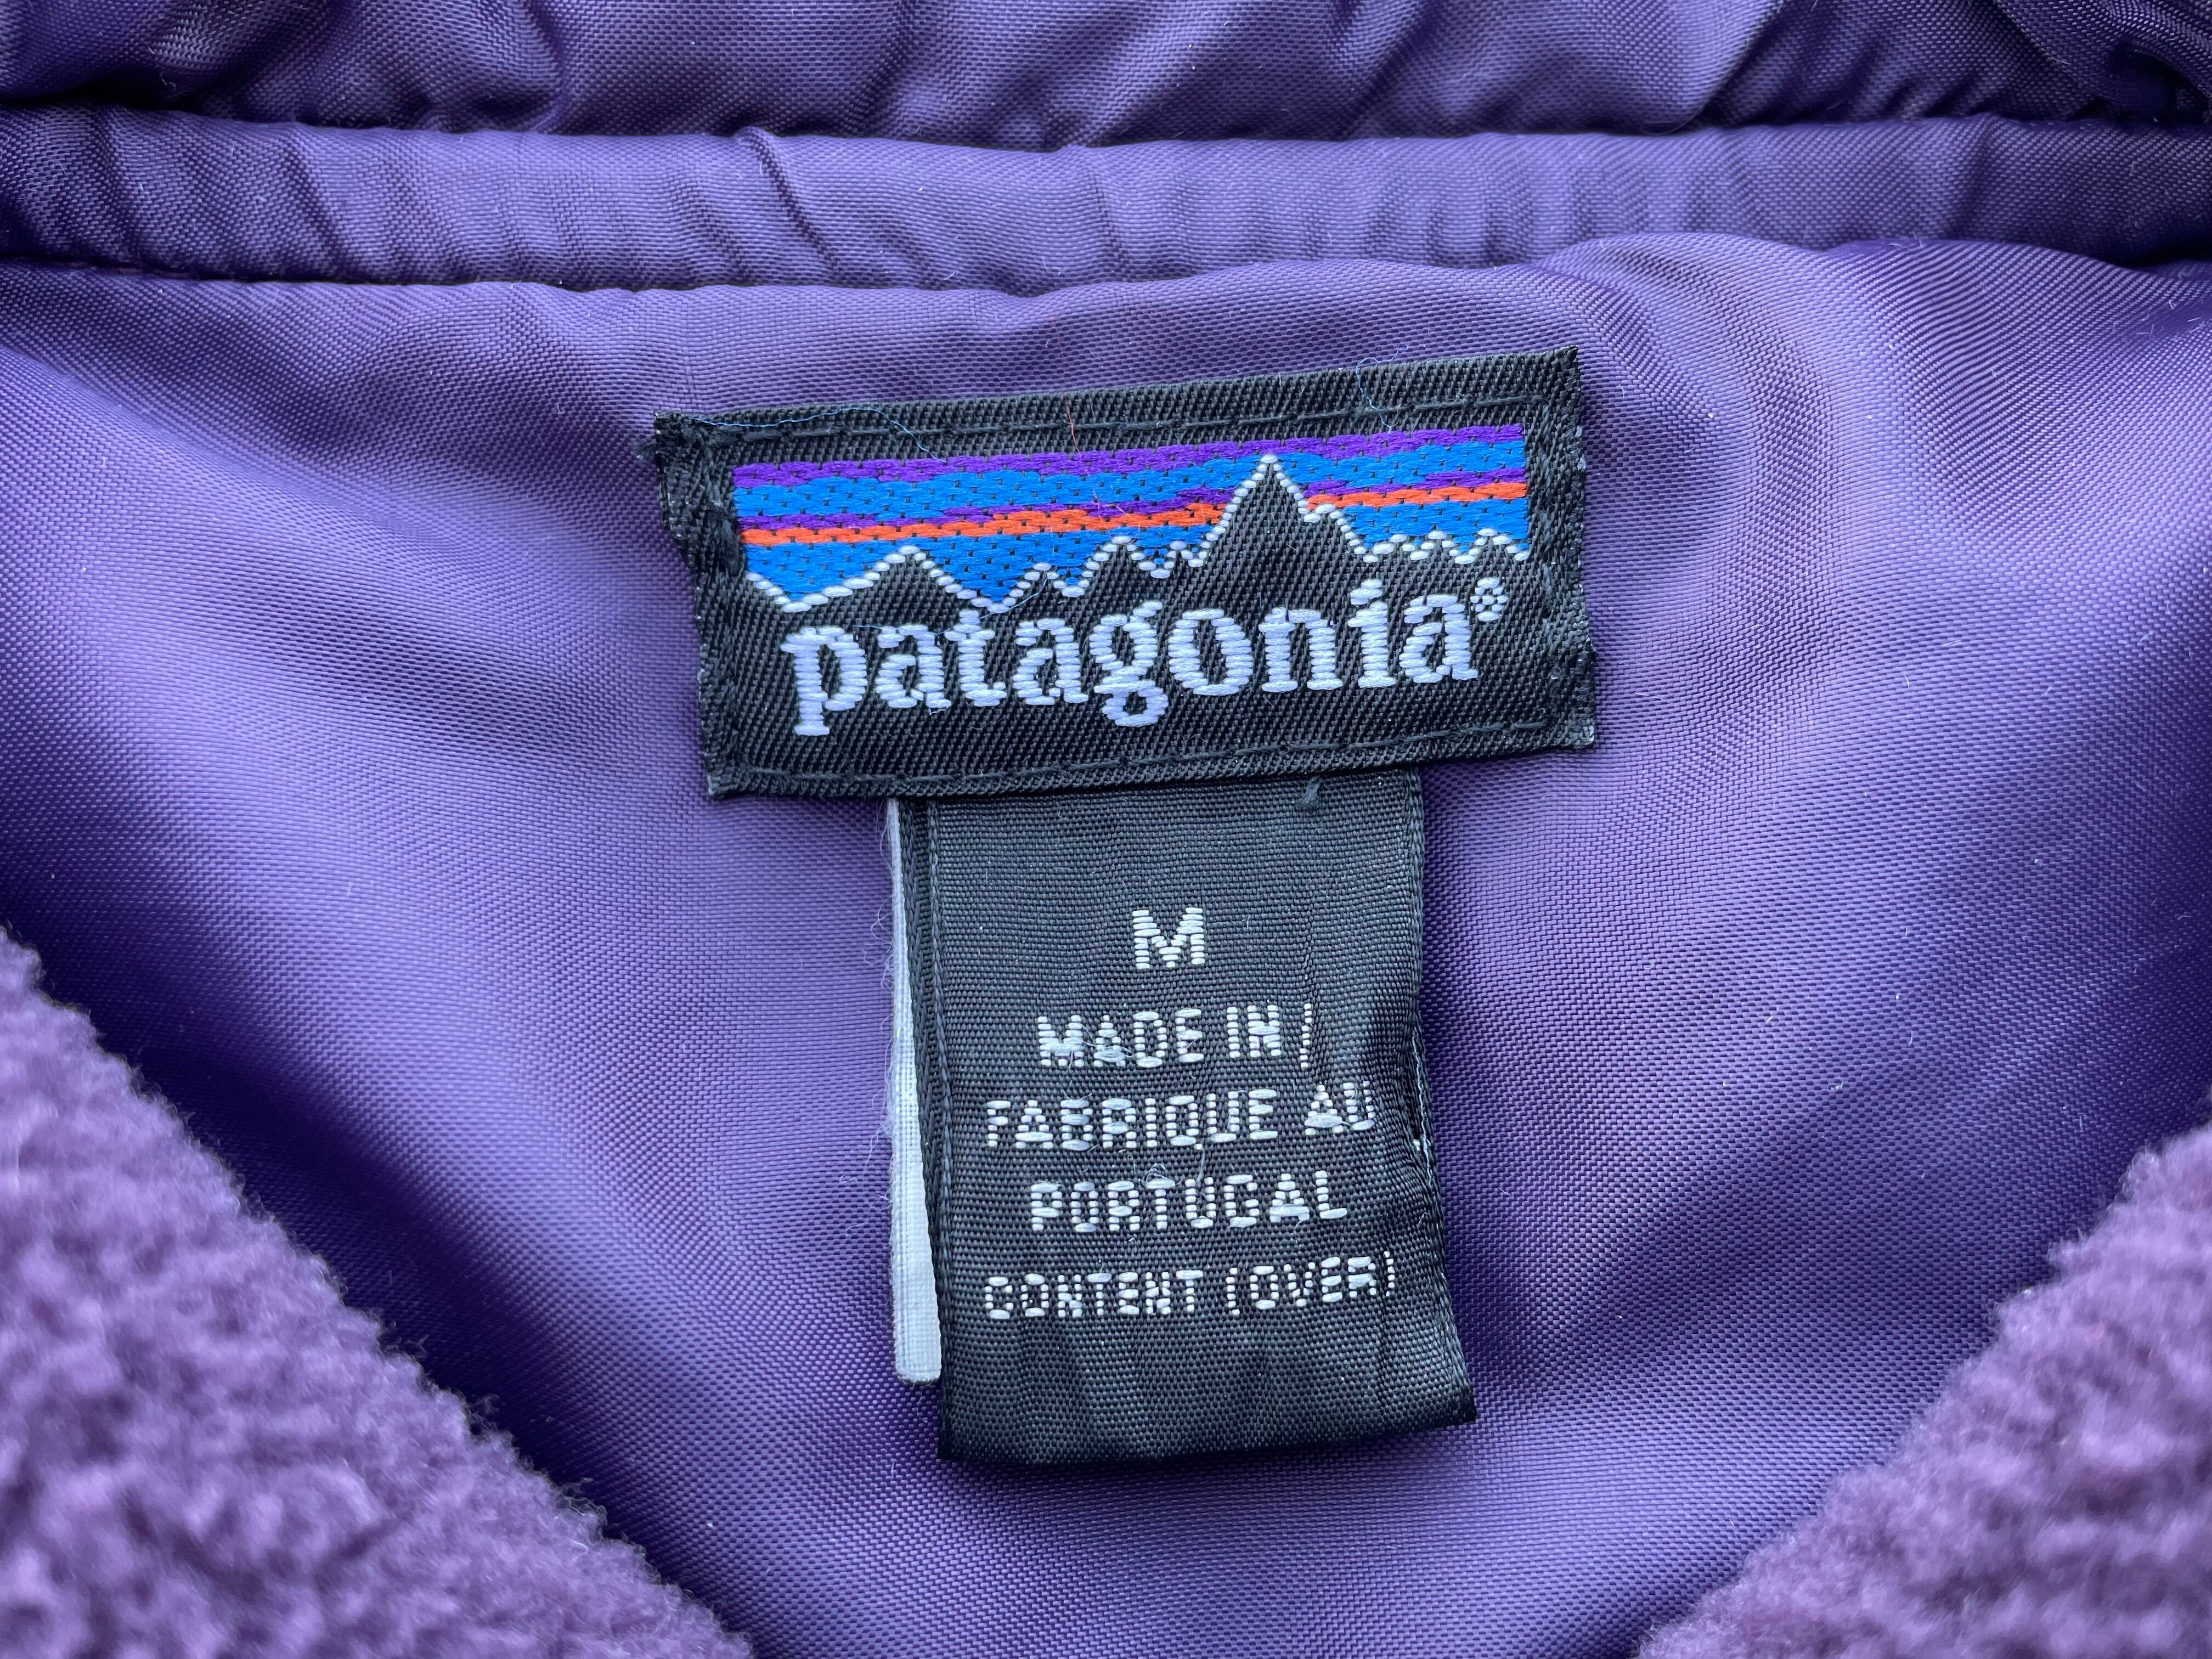 patagonia®
M
MADE IN /
FABRIQUE AU
PORTUGAL
CONTENT (OVER)